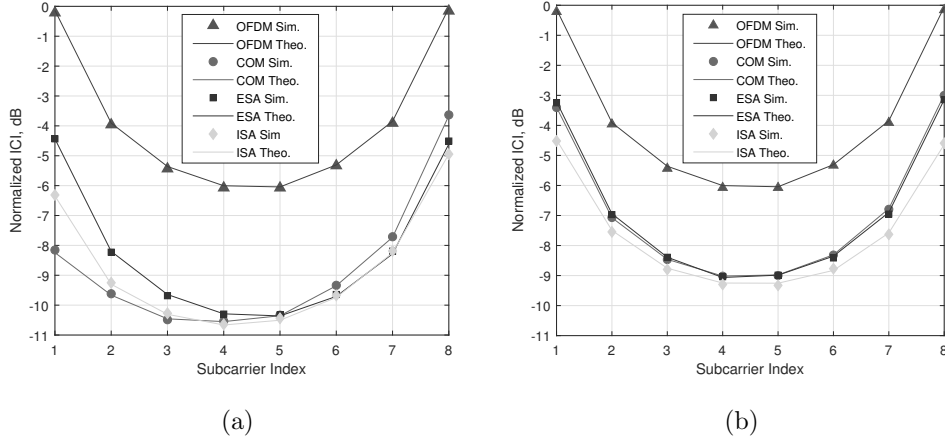 0
-1
-2
-3
-4
-5
-6
-7
-8
-9
-10
-11
Normalized ICI, dB
OFDM Sim.
OFDM Theo.
COM Sim.
COM Theo.
ESA Sim.
ESA Theo.
ISA Sim.
ISA Theo.
1 2 3 4 5 6 7 8
Subcarrier Index
(a)
0
-1
-2
-3
-4
-5
-6
-7
-8
-9
-10
-11
Normalized ICI, dB
OFDM Sim.
OFDM Theo.
COM Sim.
COM Theo.
ESA Sim.
ESA Theo.
ISA Sim.
ISA Theo.
1 2 3 4 5 6 7 8
Subcarrier Index
(b)